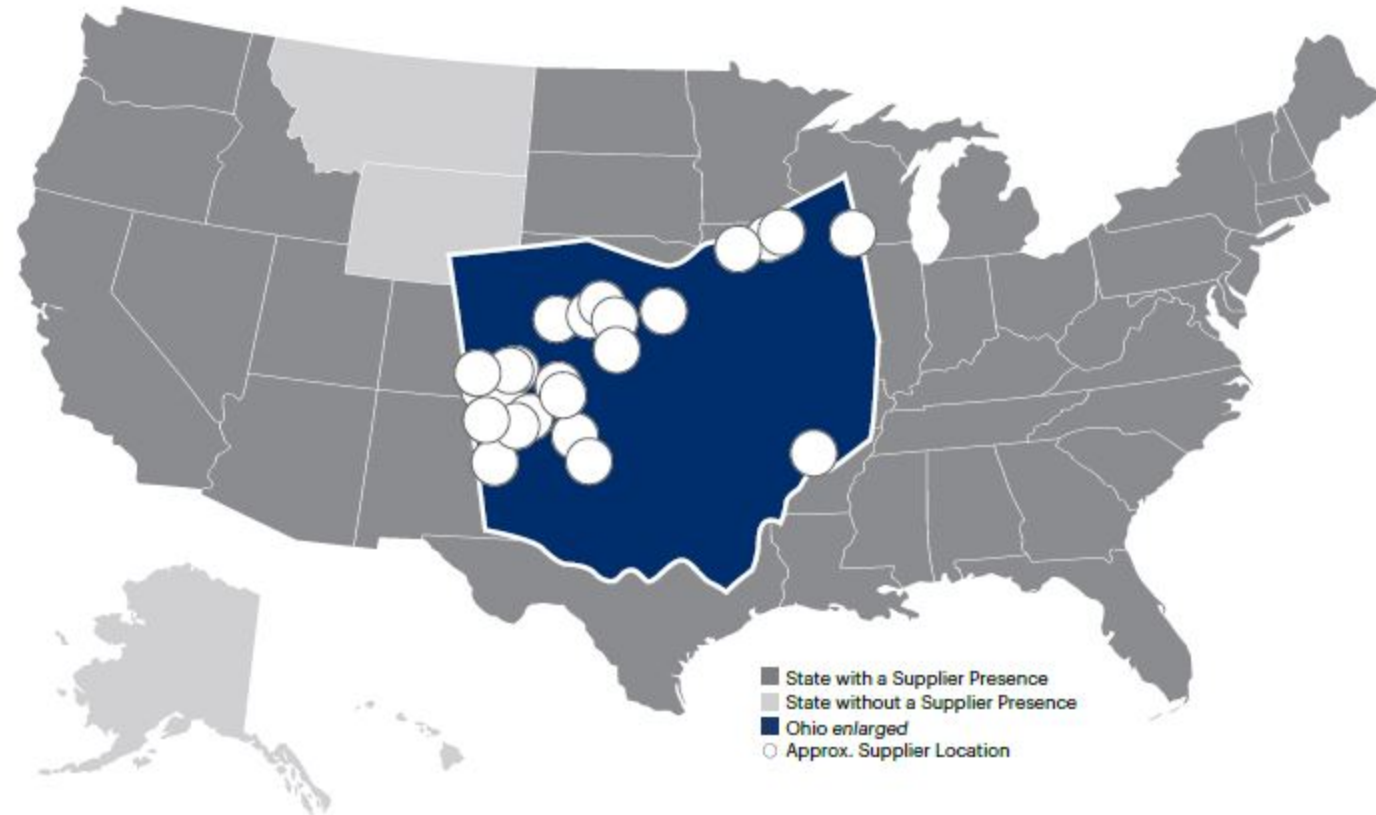 State with a Supplier Presence
State without a Supplier Presence
Ohio enlarged
Approx. Supplier Location